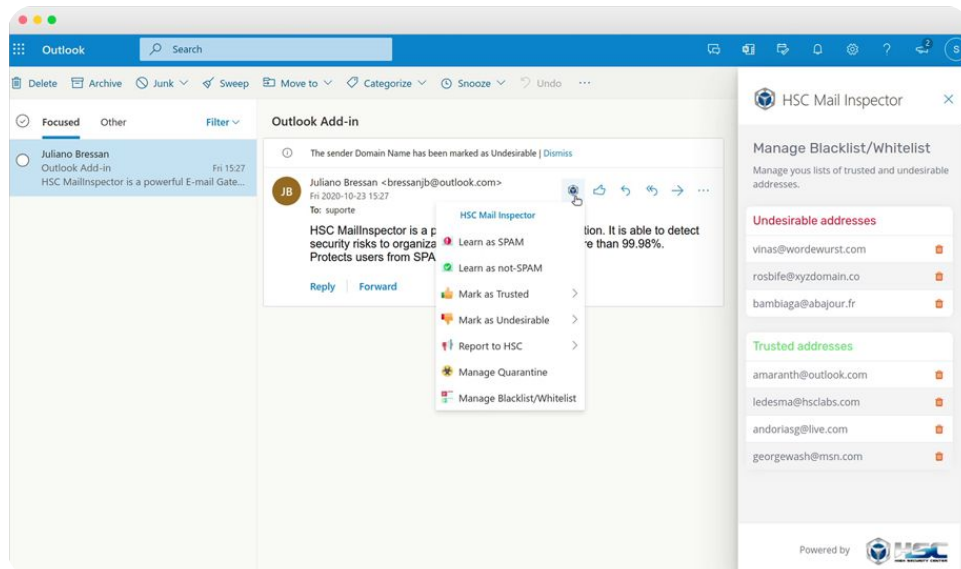 Outlook
Search
2
S
Delete
Archive
Junk
Sweep
Move to
Categorize
Snooze
Undo
Focused
Other
Filter
Juliano Bressan
Outlook Add-in
Fri 15:27
HSC MailInspector is a powerful E-mail Gate...
Outlook Add-in
The sender Domain Name has been marked as Undesirable | Dismiss
JB
Juliano Bressan <bressanjb@outlook.com>
Fri 2020-10-23 15:27
To: suporte
HSC MailInspector is a p tion. It is able to detect
security risks to organiza e than 99.98%.
Protects users from SPA
Reply
Forward
HSC Mail Inspector
Learn as SPAM
Learn as not-SPAM
Mark as Trusted
Mark as Undesirable
Report to HSC
Manage Quarantine
Manage Blacklist/Whitelist
HSC Mail Inspector
Manage Blacklist/Whitelist
Manage yous lists of trusted and undesirable
addresses.
Undesirable addresses
vinas@wordewurst.com
rosbife@xyzdomain.co
bambiaga@abajour.fr
Trusted addresses
amaranth@outlook.com
ledesma@hsclabs.com
andoriasg@live.com
georgewash@msn.com
Powered by
HSC
HIGH SECURITY CENTER